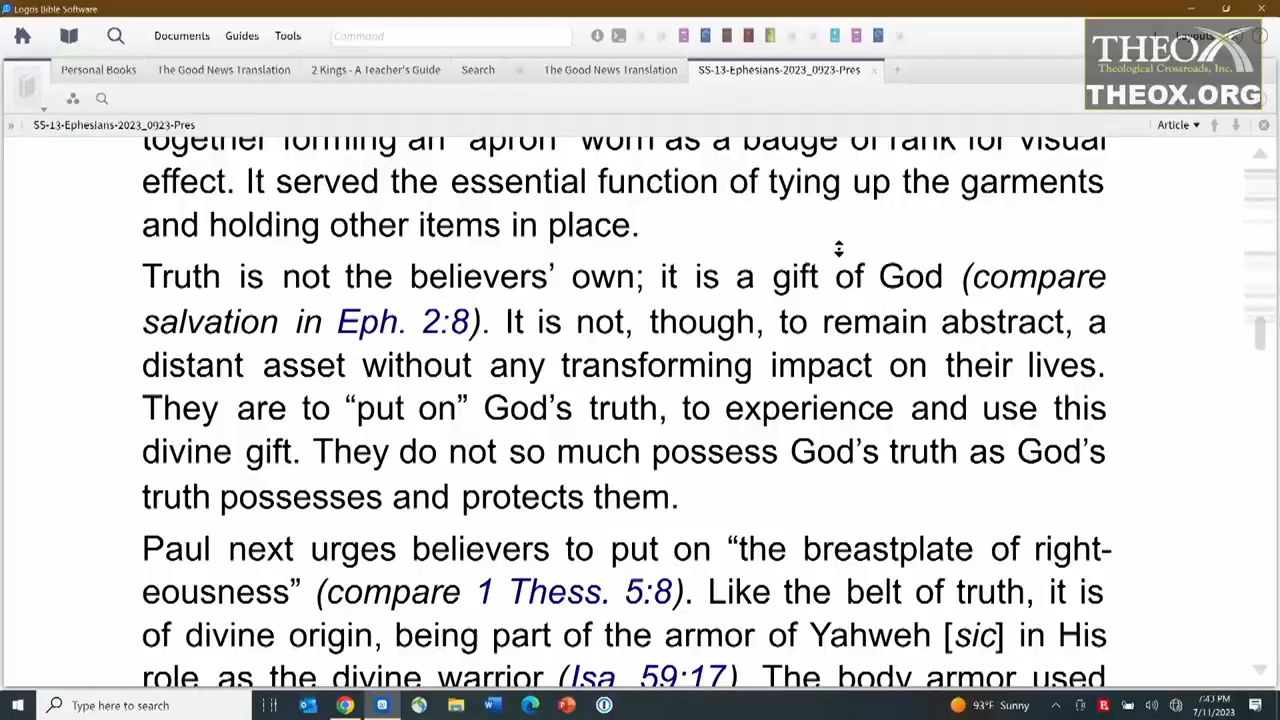 Logos Bible Software
Documents Guides Tools Command
THEOX
Theological Crossroads, Inc.
THEOX.ORG
Personal Books The Good News Translation 2 Kings - A Teacher's Gui The Good News Translation SS-13-Ephesians-2023_0923-Pres
SS-13-Ephesians-2023_0923-Pres Article
together forming an “apron” worn as a badge of rank for visual
effect. It served the essential function of tying up the garments
and holding other items in place.
Truth is not the believers’ own; it is a gift of God (compare
salvation in Eph. 2:8). It is not, though, to remain abstract, a
distant asset without any transforming impact on their lives.
They are to “put on” God’s truth, to experience and use this
divine gift. They do not so much possess God’s truth as God’s
truth possesses and protects them.
Paul next urges believers to put on “the breastplate of right-
eousness” (compare 1 Thess. 5:8). Like the belt of truth, it is
of divine origin, being part of the armor of Yahweh [sic] in His
role as the divine warrior (Isa. 59:17). The body armor used
Type here to search 93°F Sunny 7:43 PM
7/11/2023